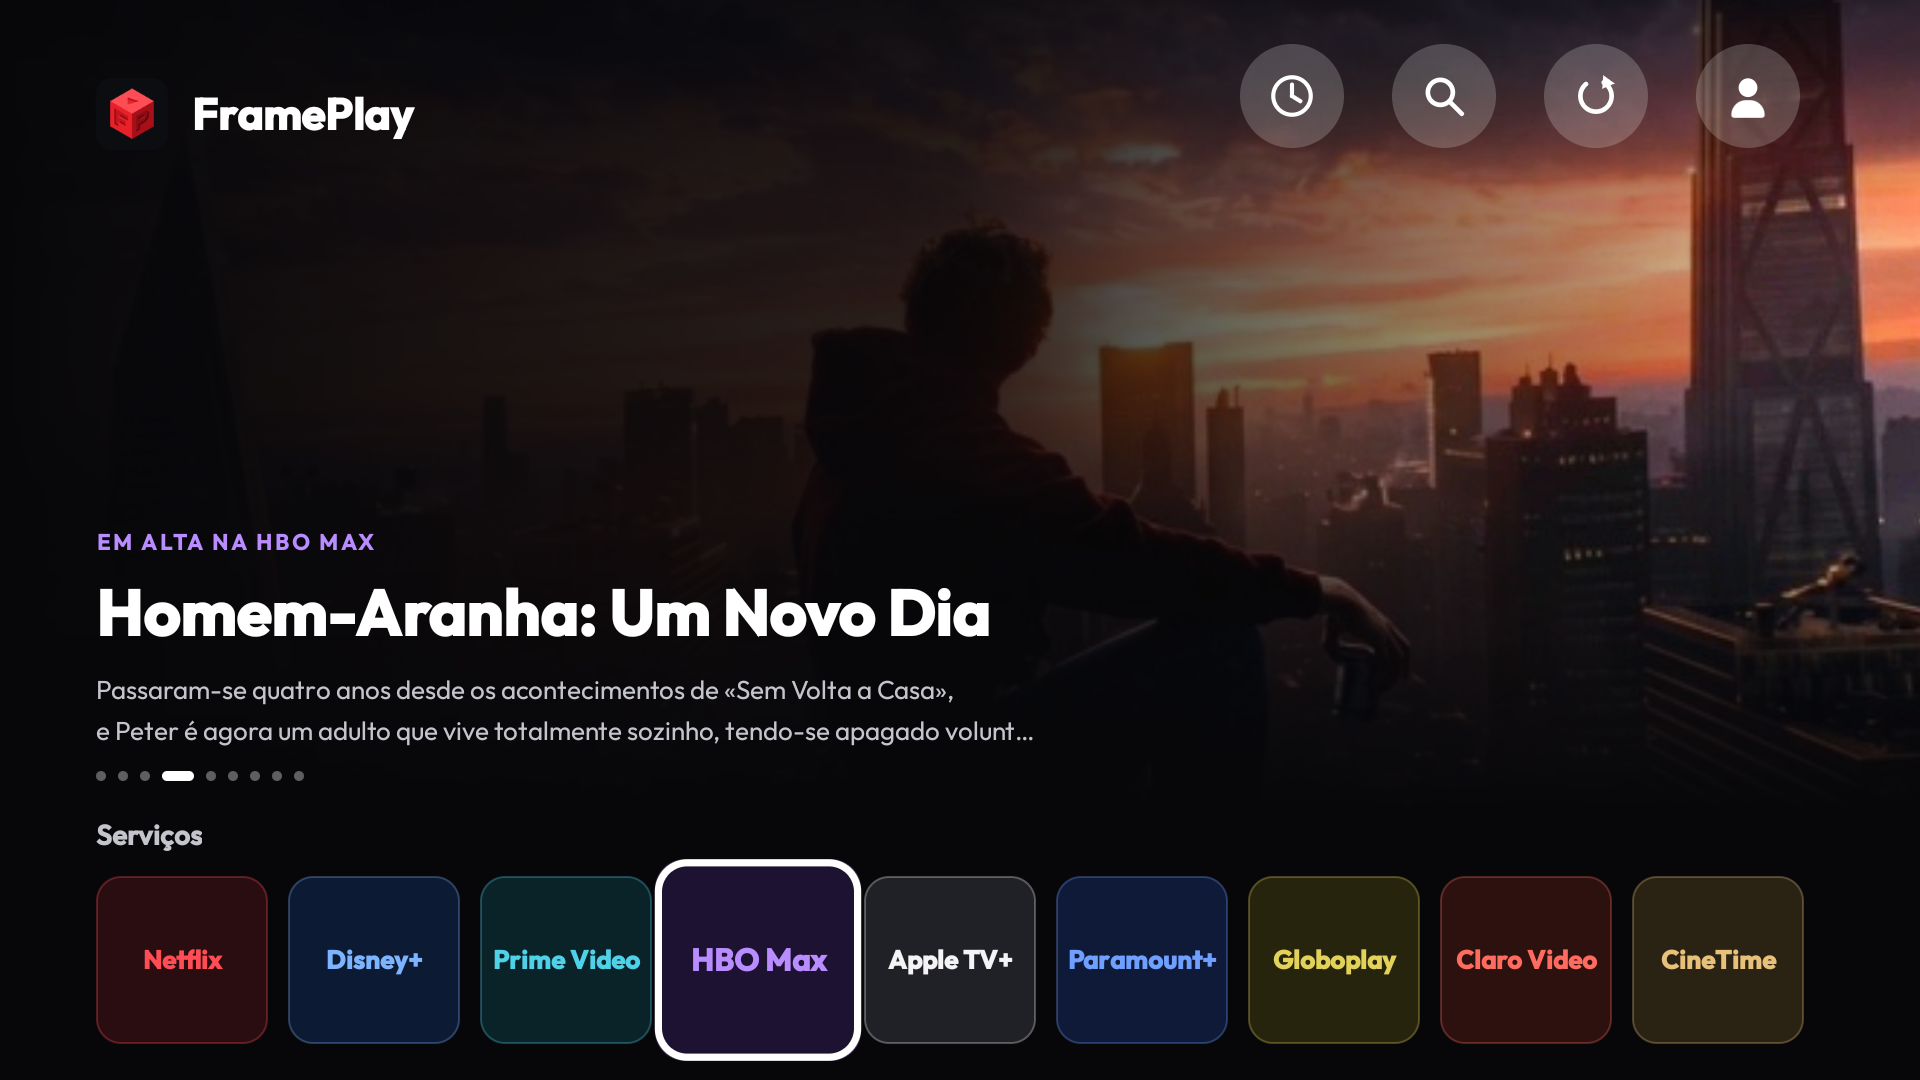 FramePlay
EM ALTA NA HBO MAX
Homem-Aranha: Um Novo Dia
Passaram-se quatro anos desde os acontecimentos de «Sem Volta a Casa»,
e Peter é agora um adulto que vive totalmente sozinho, tendo-se apagado volunt...
Serviços
Netflix
Disney+
Prime Video
HBO Max
Apple TV+
Paramount+
Globoplay
Claro Video
CineTime